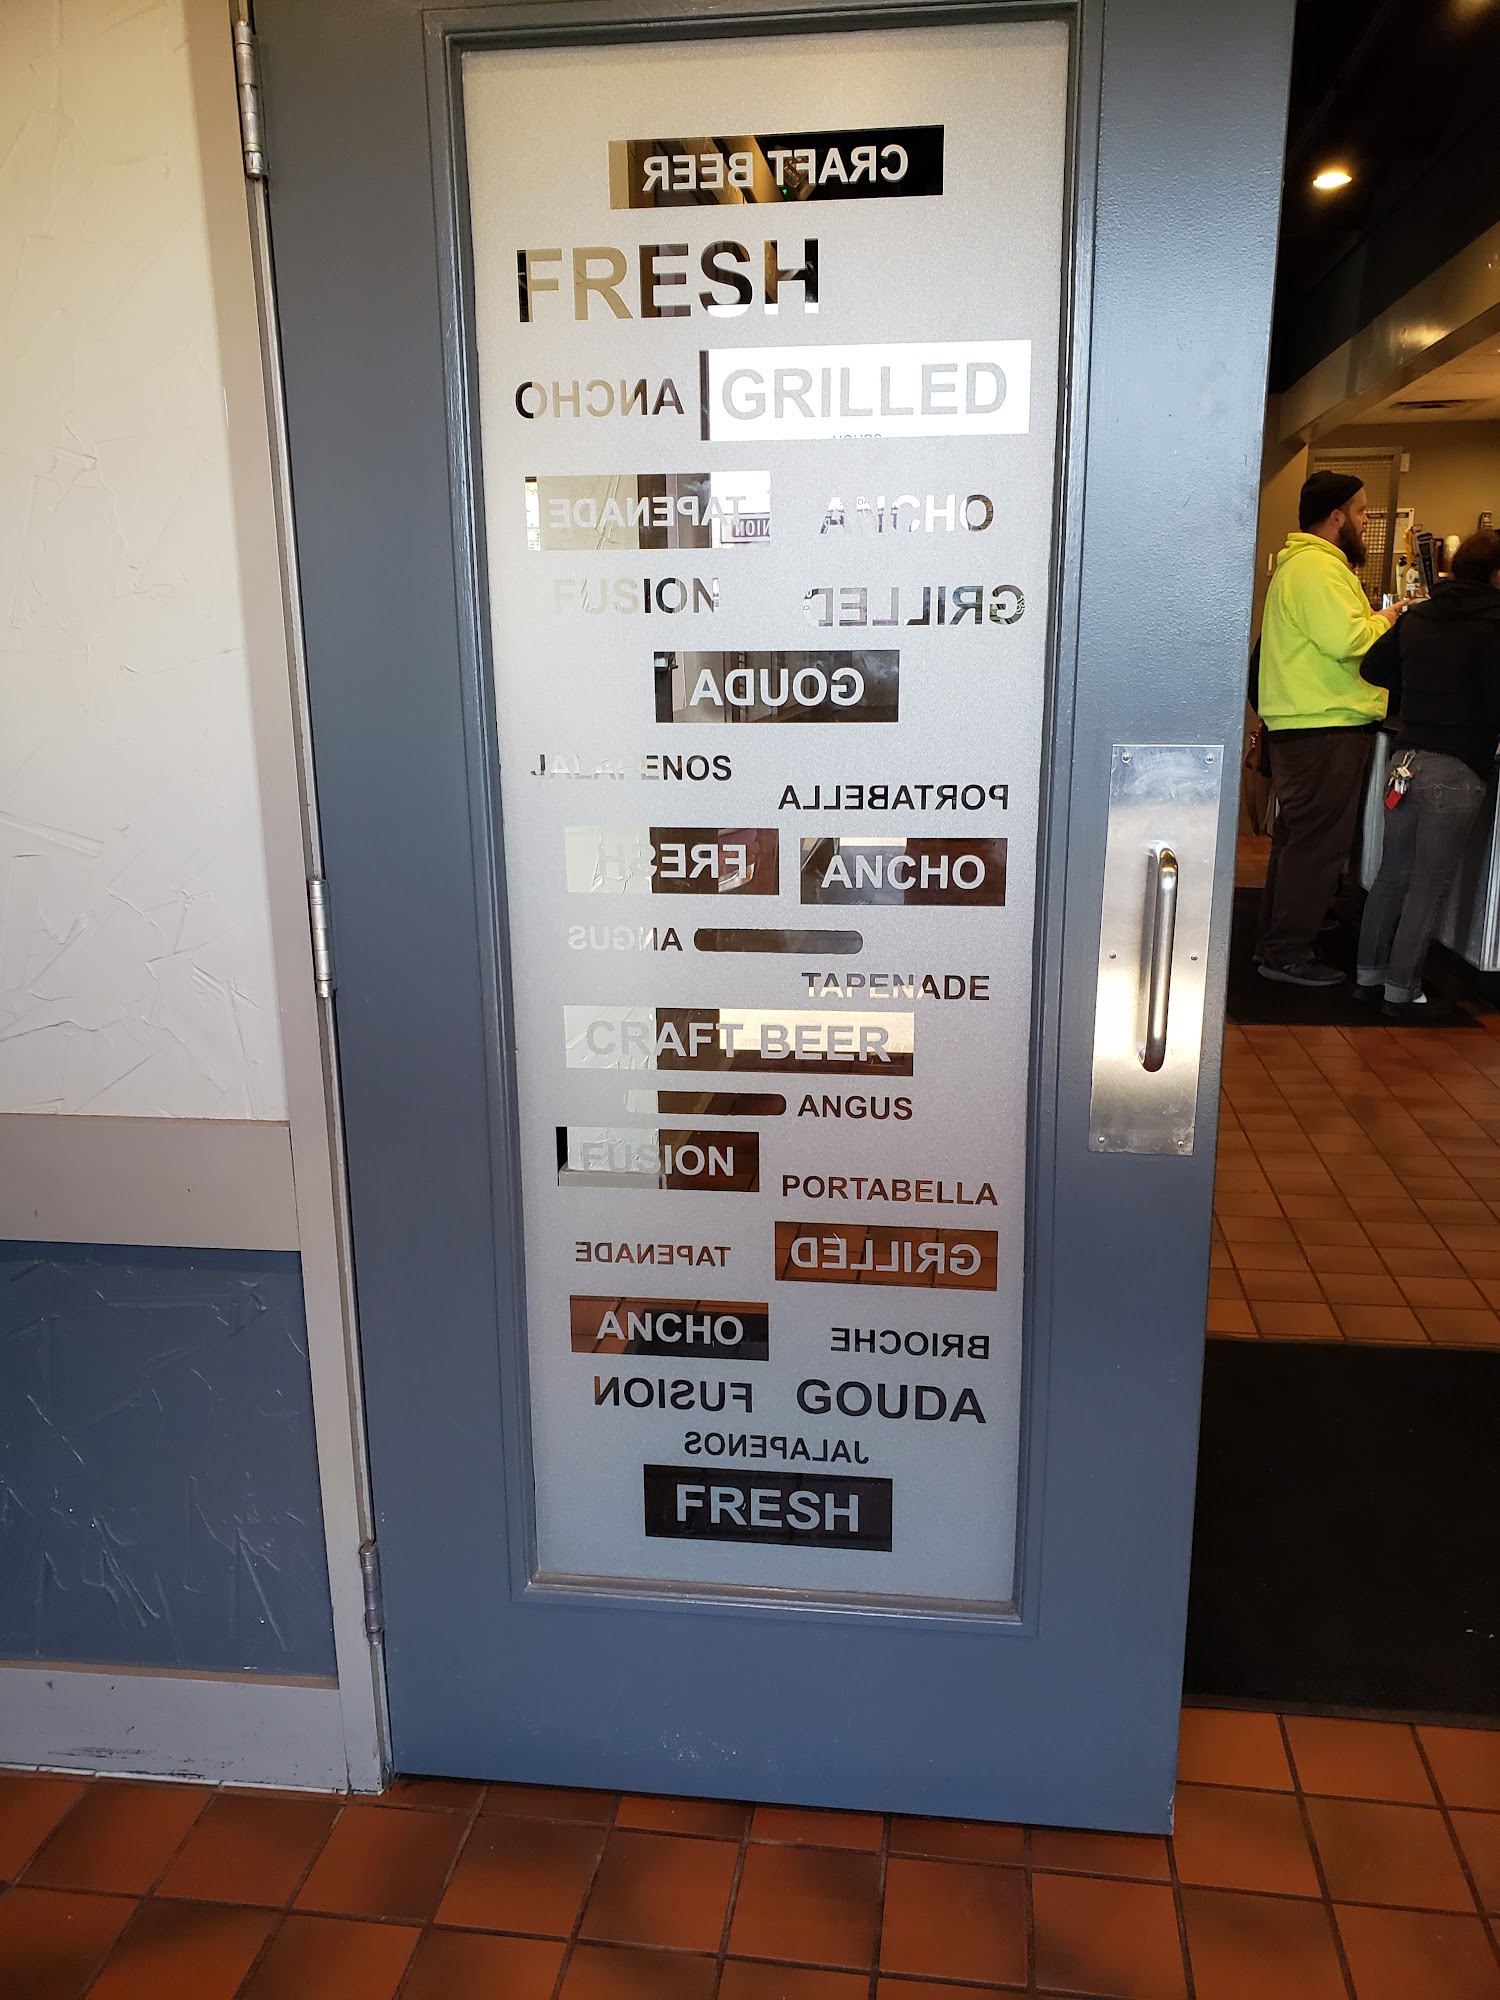 CRAFT BEER
FRESH
ANCHO GRILLED
TAPENADE ANCHO
FUSION GRILLED
GOUDA
JALAPENOS
PORTABELLA
FRESH ANCHO
ANGUS
TAPENADE
CRAFT BEER
ANGUS
FUSION
PORTABELLA
TAPENADE GRILLED
ANCHO BRIOCHE
FUSION GOUDA
JALAPENOS
FRESH